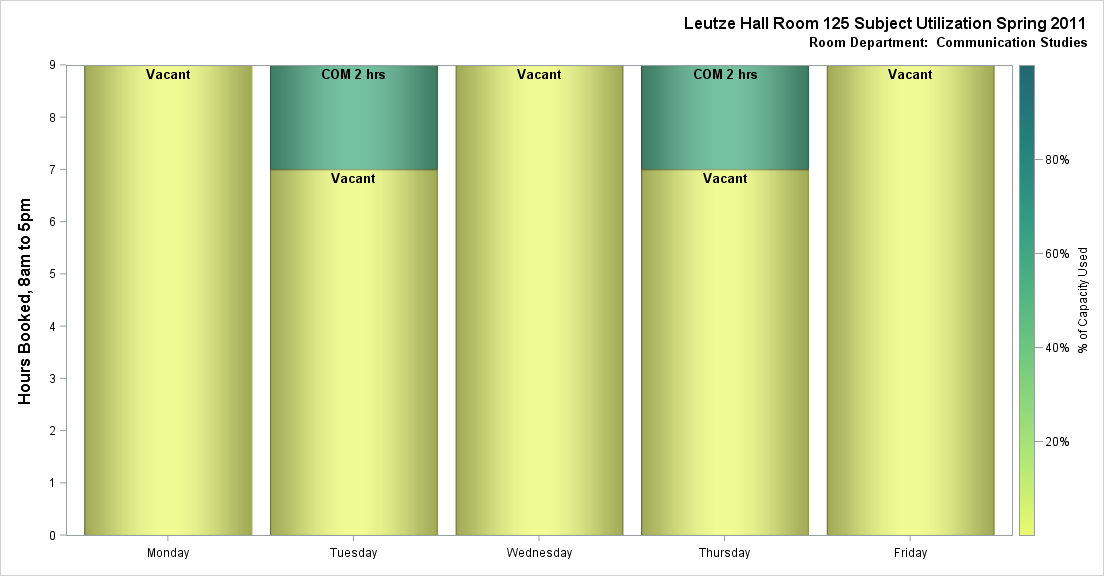 Leutze Hall Room 125 Subject Utilization Spring 2011
Room Department:  Communication Studies
Hours Booked, 8am to 5pm
9
8
7
6
5
4
3
2
1
0
Vacant
COM 2 hrs
Vacant
COM 2 hrs
Vacant
Vacant
Vacant
Monday
Tuesday
Wednesday
Thursday
Friday
80%
60%
40%
20%
% of Capacity Used